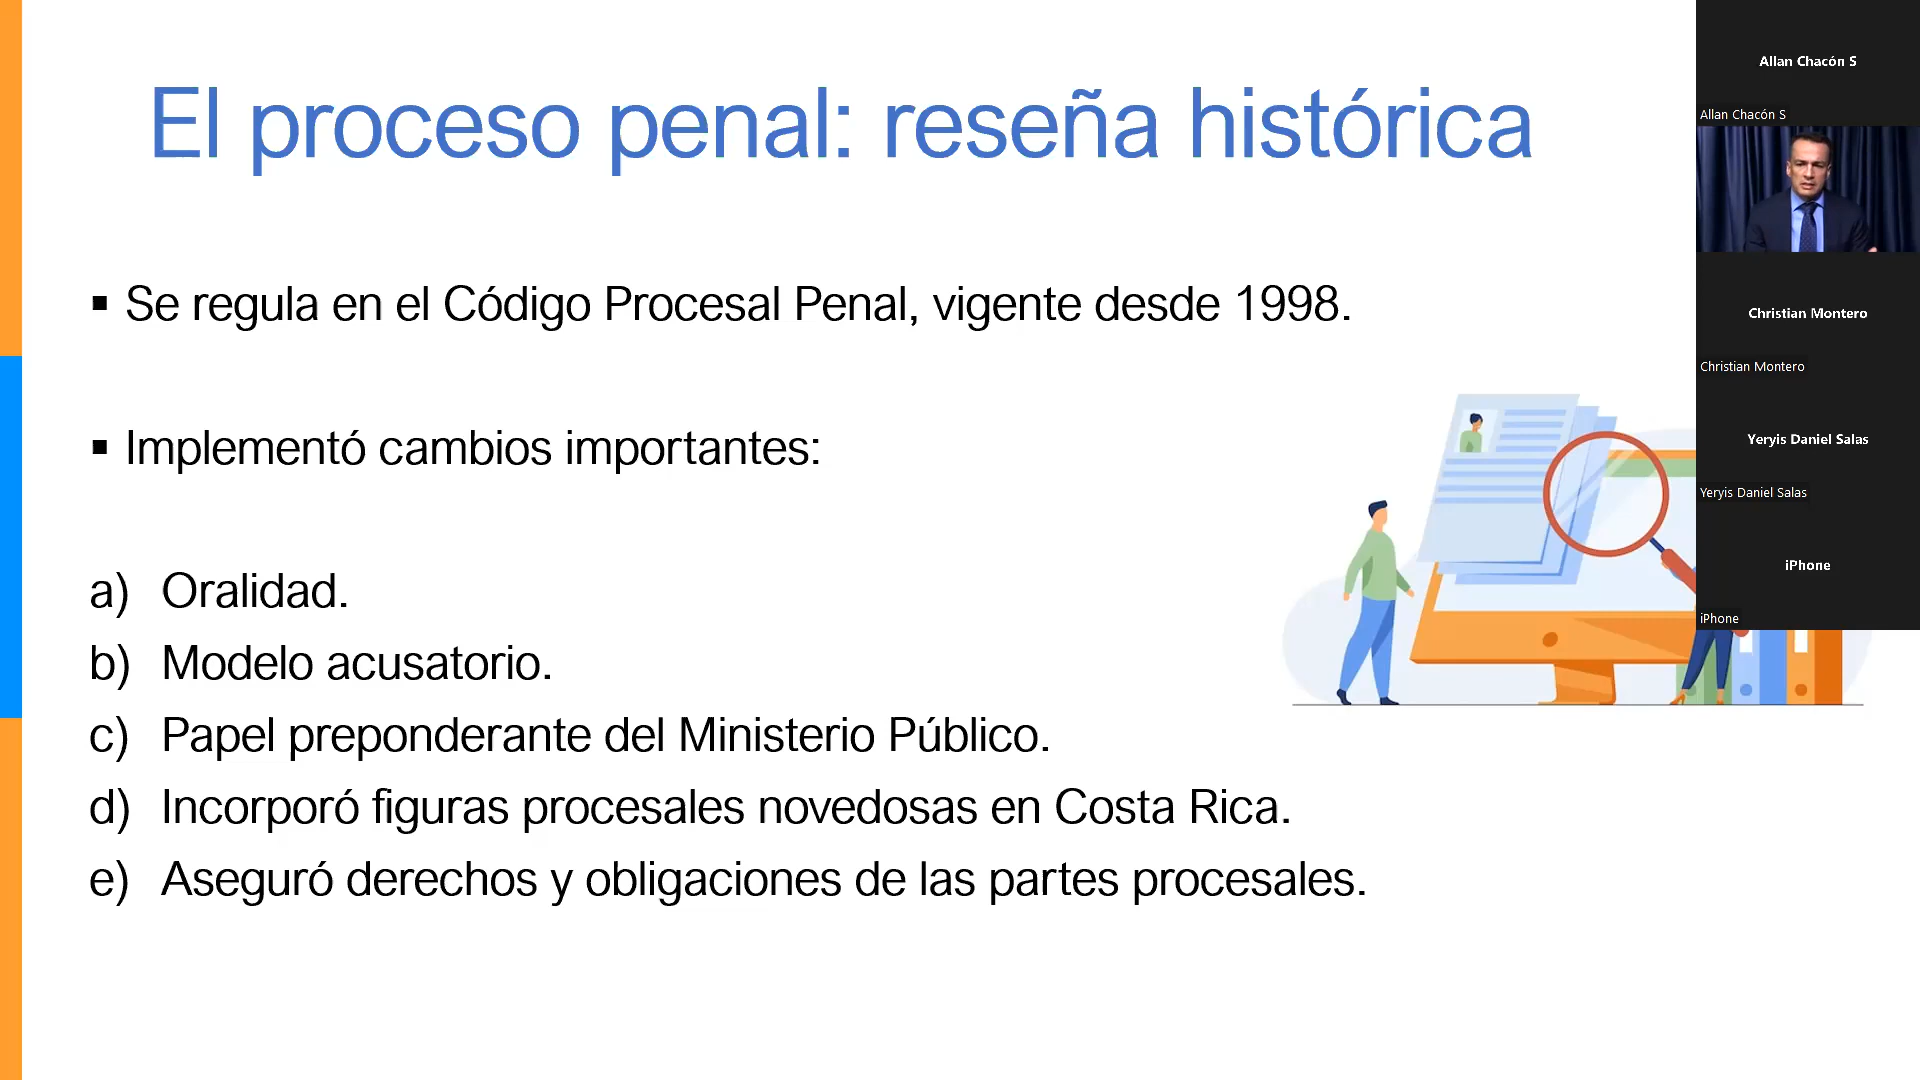 El proceso penal: reseña histórica
▪ Se regula en el Código Procesal Penal, vigente desde 1998.
▪ Implementó cambios importantes:
a) Oralidad.
b) Modelo acusatorio.
c) Papel preponderante del Ministerio Público.
d) Incorporó figuras procesales novedosas en Costa Rica.
e) Aseguró derechos y obligaciones de las partes procesales.
Allan Chacón S
Allan Chacón S
Christian Montero
Christian Montero
Yeryis Daniel Salas
Yeryis Daniel Salas
iPhone
iPhone